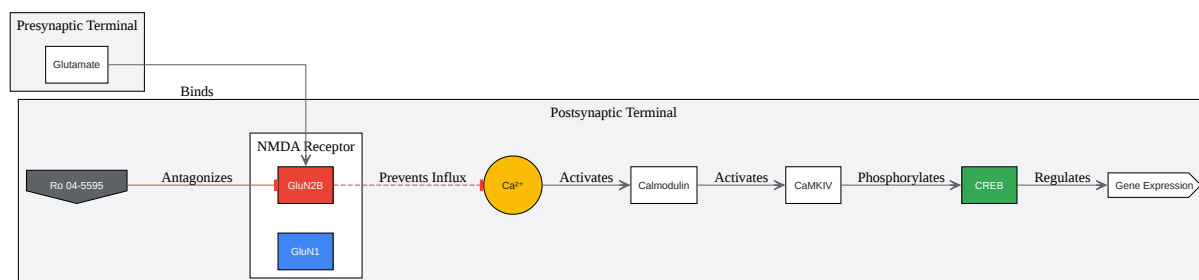 Presynaptic Terminal
Glutamate
Binds
Postsynaptic Terminal
NMDA Receptor
Ro 04-5595
Antagonizes
GluN2B
Prevents Influx
Ca²⁺
Activates
Calmodulin
Activates
CaMKIV
Phosphorylates
CREB
Regulates
Gene Expression
GluN1